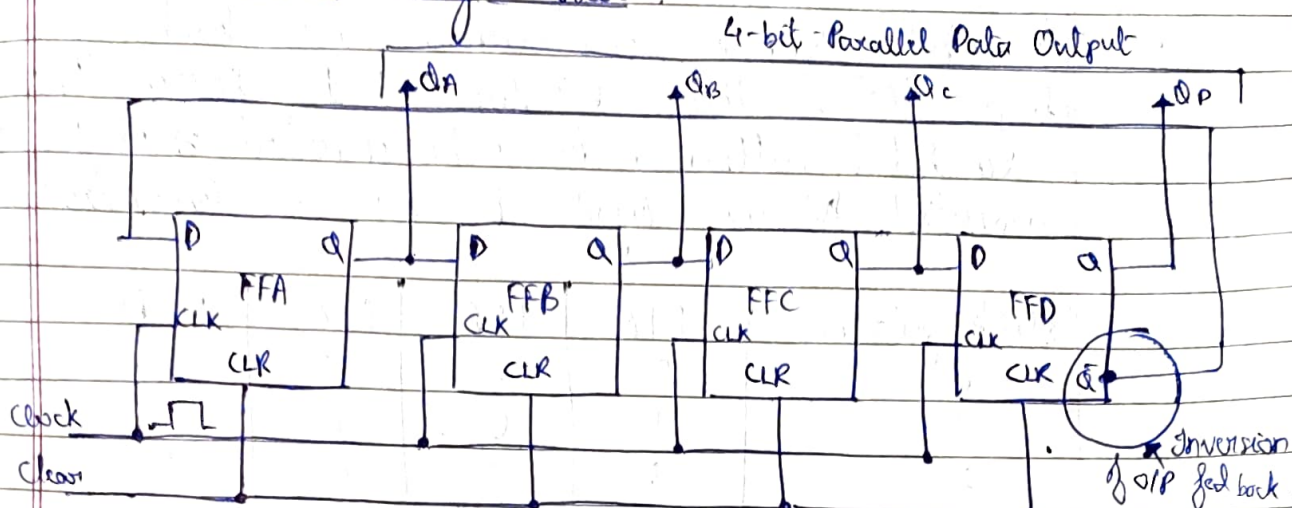 4-bit Parallel Data Output
QA QB QC QD
D Q D Q D Q D Q
FFA FFB FFC FFD
CLK CLK CLK CLK
CLR CLR CLR CLR Q̅
Clock
Clear
Inversion
of O/P fed back